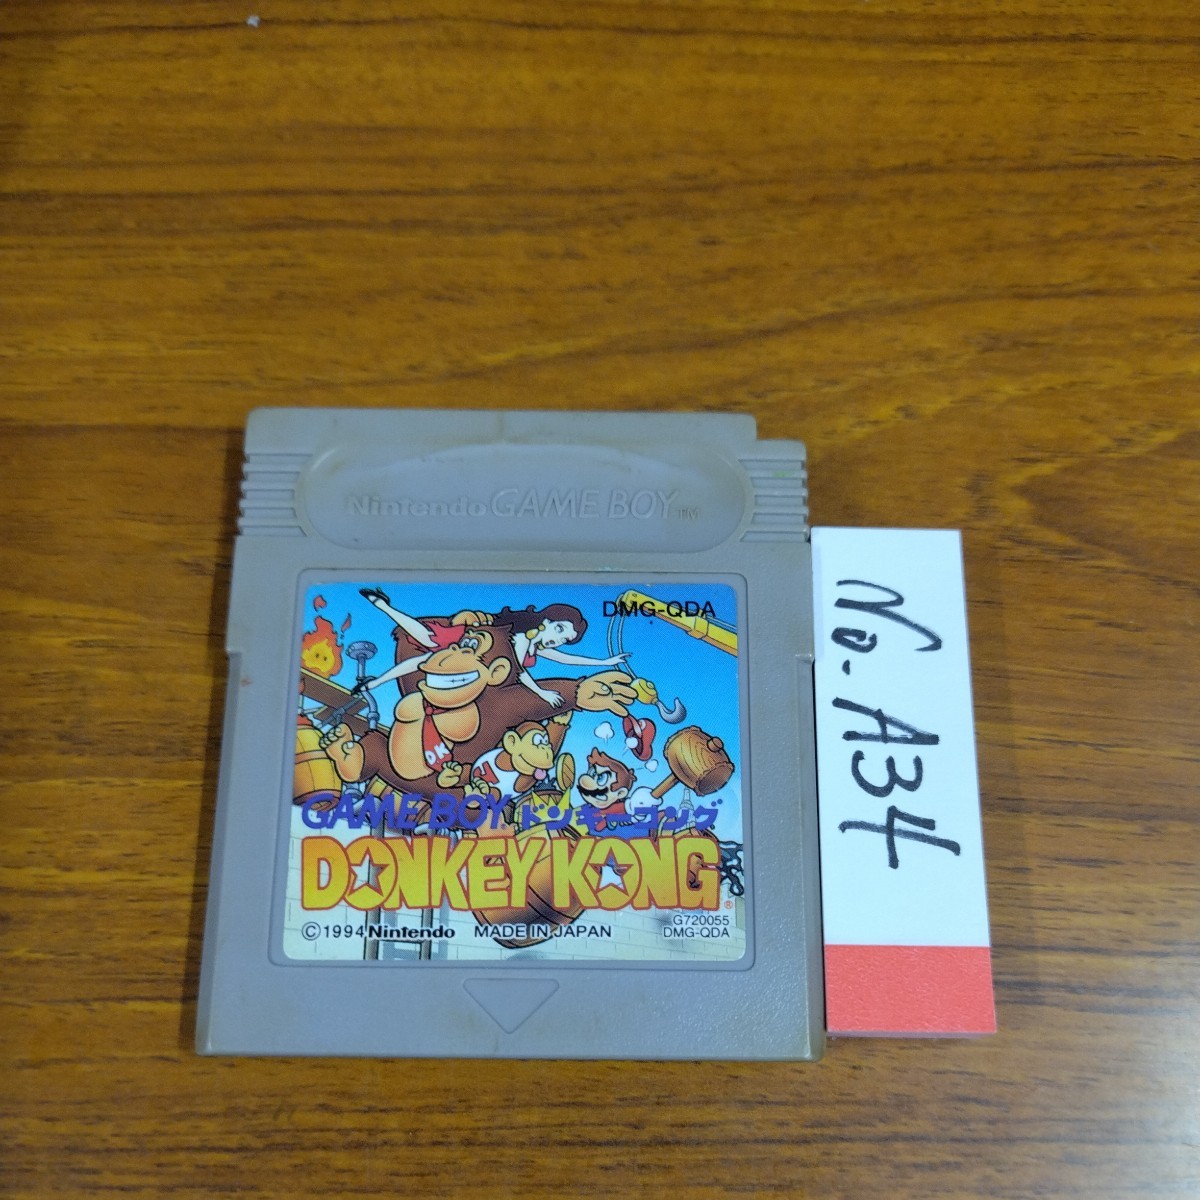 Nintendo GAME BOY TM
DMG-QDA
DK
GAME BOY® ドンキーコング
DONKEY KONG®
G720055
©1994 Nintendo MADE IN JAPAN DMG-QDA
No. A34